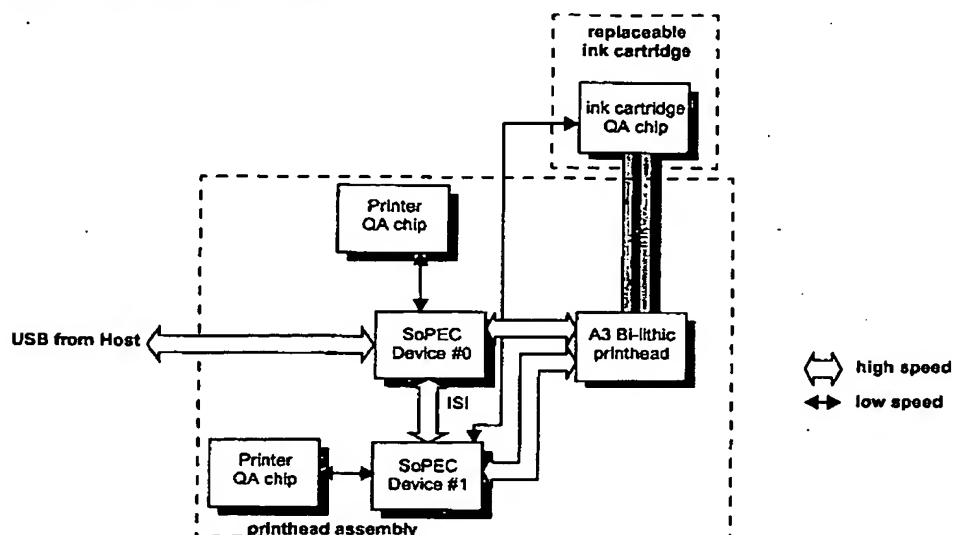 replaceable
ink cartridge
ink cartridge
QA chip
Printer
QA chip
USB from Host
SoPEC
Device #0
A3 Bi-lithic
printhead
high speed
low speed
ISI
Printer
QA chip
SoPEC
Device #1
printhead assembly